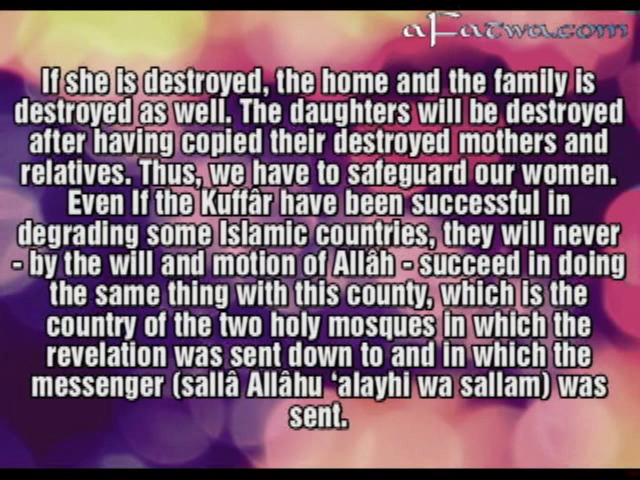 aFatwa.com
If she is destroyed, the home and the family is
destroyed as well. The daughters will be destroyed
after having copied their destroyed mothers and
relatives. Thus, we have to safeguard our women.
Even If the Kuffâr have been successful in
degrading some Islamic countries, they will never
- by the will and motion of Allâh - succeed in doing
the same thing with this county, which is the
country of the two holy mosques in which the
revelation was sent down to and in which the
messenger (sallâ Allâhu ‘alayhi wa sallam) was
sent.